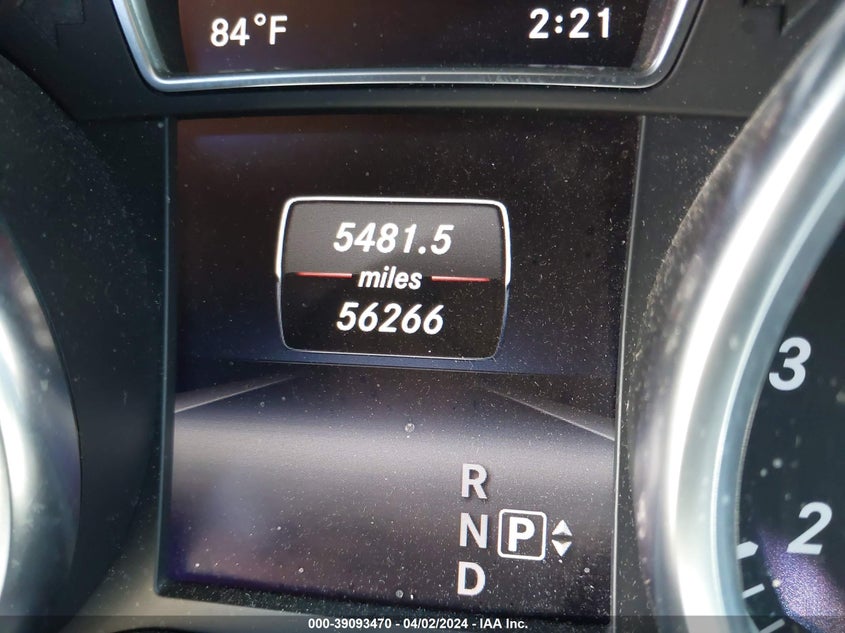 84°F 2:21
5481.5
miles
56266
3
R
N P
D
2
000-39093470 - 04/02/2024 - IAA Inc.